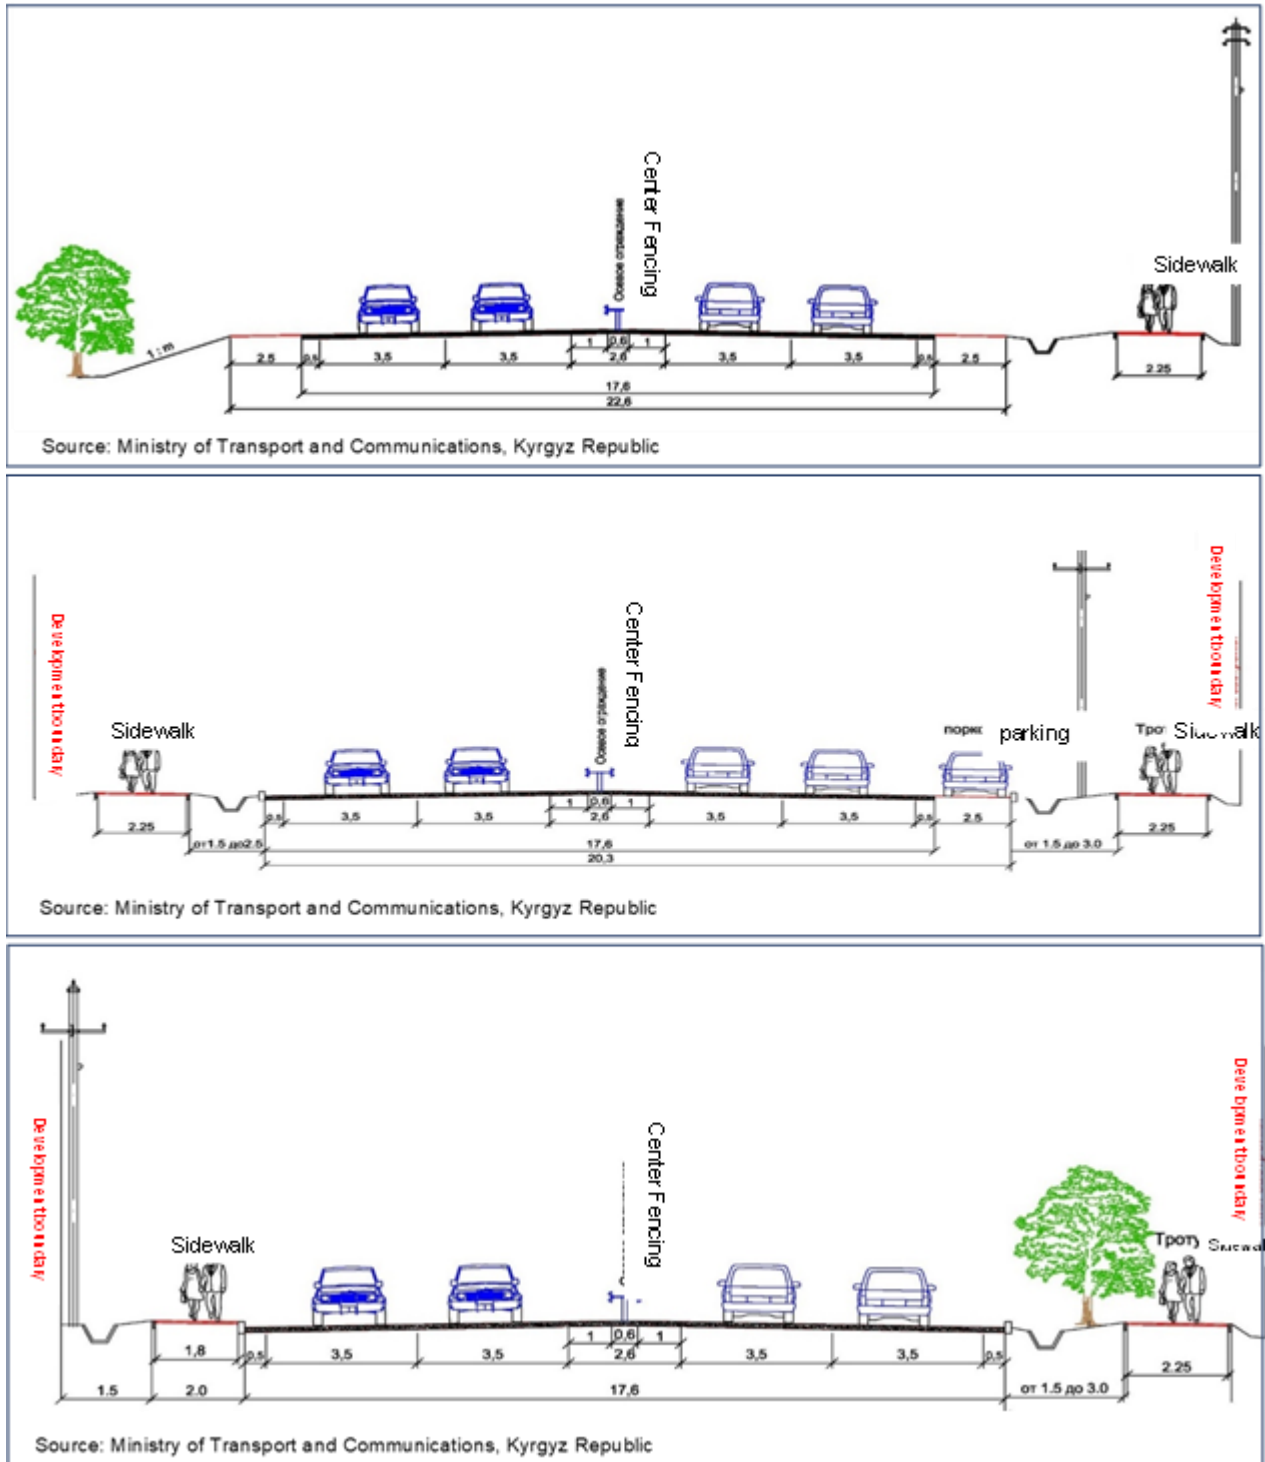 Center Fencing
Осевое ограждение
Sidewalk
1 : m
1 0,6 1
2.5 0,5 3,5 3,5 2,6 3,5 3,5 0,5 2.5
2.25
17,6
22,6
Source: Ministry of Transport and Communications, Kyrgyz Republic
Development boundary
Development boundary
Center Fencing
Осевое ограждение
Sidewalk
парк
parking
Тро
Sidewalk
1 0,6 1
0,5 3,5 3,5 2,6 3,5 3,5 0,5 2.5
2.25
2.25
от1.5 до2.5
17,6
от 1.5 до 3.0
20,3
Source: Ministry of Transport and Communications, Kyrgyz Republic
Development boundary
Development boundary
Center Fencing
Sidewalk
Трот
1 0,6 1
1,8 0,5 3,5 3,5 2,6 3,5 3,5 0,5
2.25
1.5 2.0 17,6 от 1.5 до 3.0
Source: Ministry of Transport and Communications, Kyrgyz Republic